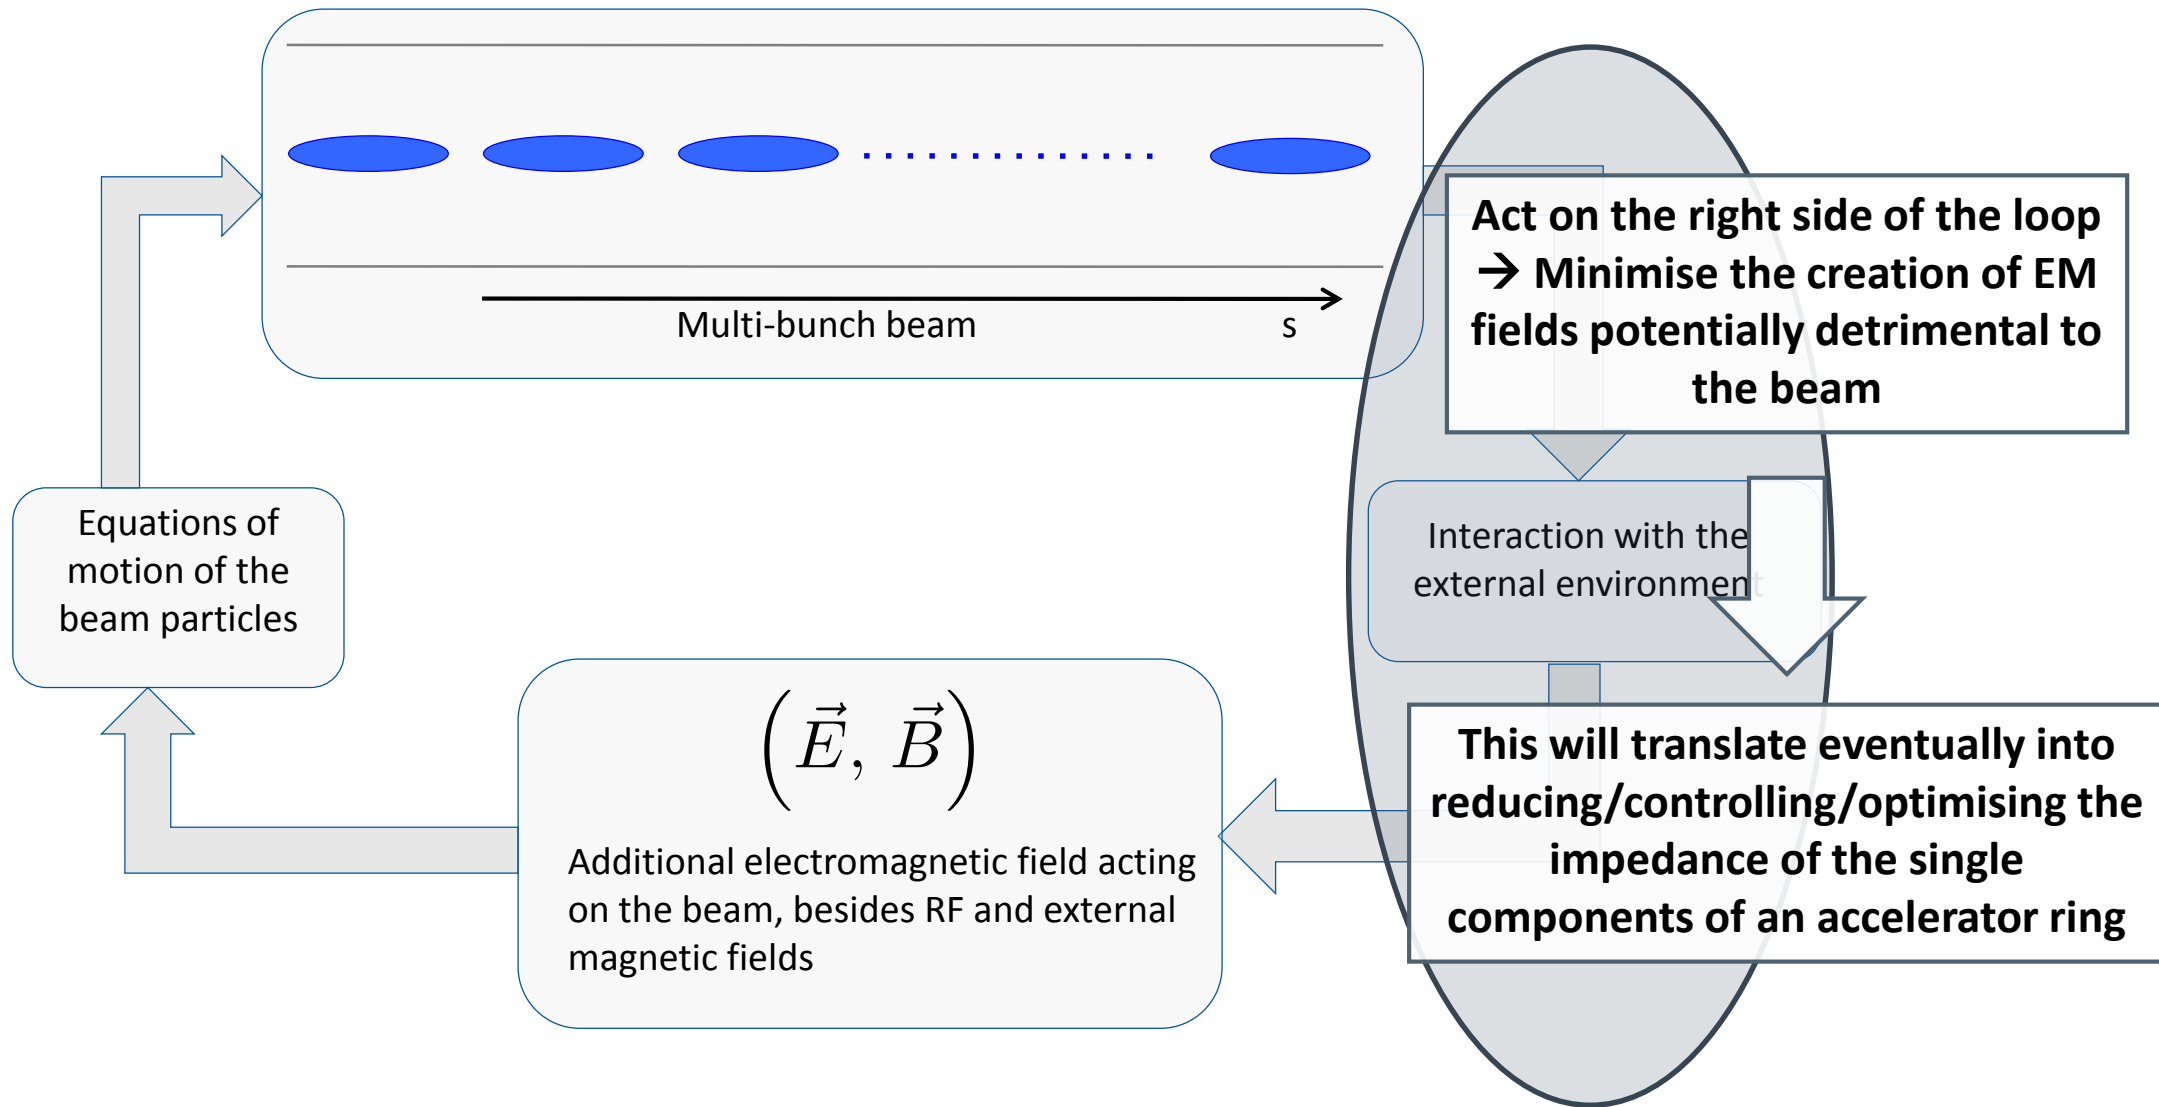 Multi-bunch beam
s
Act on the right side of the loop
→ Minimise the creation of EM
fields potentially detrimental to
the beam
Equations of
motion of the
beam particles
Interaction with the
external environment
(E⃗, B⃗)
Additional electromagnetic field acting
on the beam, besides RF and external
magnetic fields
This will translate eventually into
reducing/controlling/optimising the
impedance of the single
components of an accelerator ring